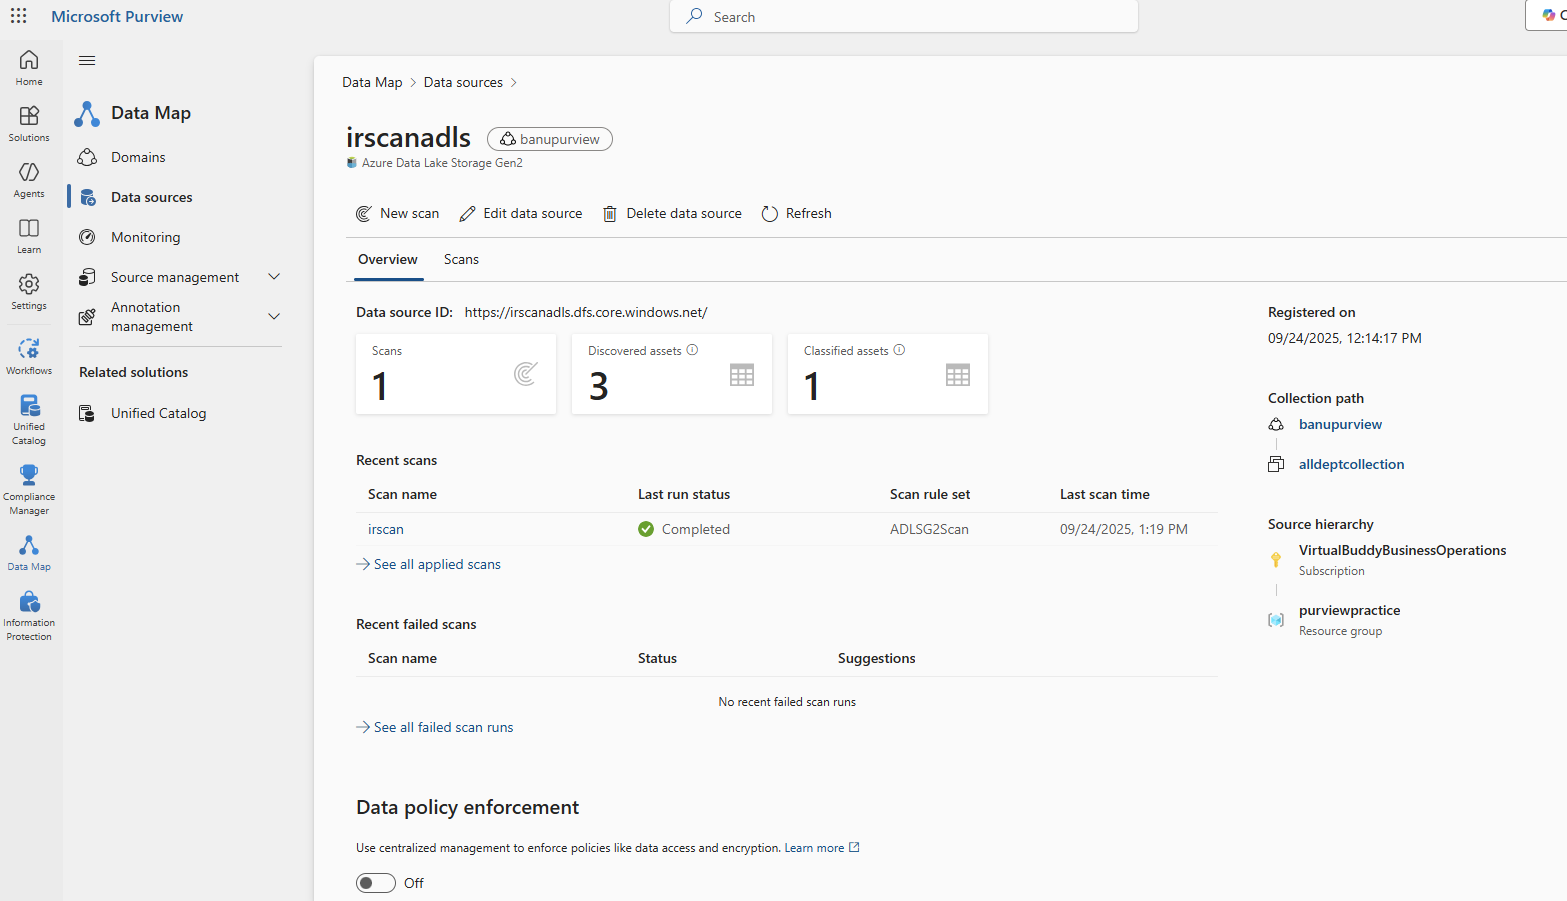 Microsoft Purview
Search
Home
Solutions
Agents
Learn
Settings
Workflows
Unified
Catalog
Compliance
Manager
Data Map
Information
Protection
Data Map
Domains
Data sources
Monitoring
Source management
Annotation
management
Related solutions
Unified Catalog
Data Map > Data sources >
irscanadls banupurview
Azure Data Lake Storage Gen2
New scan Edit data source Delete data source Refresh
Overview Scans
Data source ID: https://irscanadls.dfs.core.windows.net/
Scans
1
Discovered assets
3
Classified assets
1
Recent scans
Scan name Last run status Scan rule set Last scan time
irscan Completed ADLSG2Scan 09/24/2025, 1:19 PM
See all applied scans
Recent failed scans
Scan name Status Suggestions
No recent failed scan runs
See all failed scan runs
Data policy enforcement
Use centralized management to enforce policies like data access and encryption. Learn more
Off
Registered on
09/24/2025, 12:14:17 PM
Collection path
banupurview
alldeptcollection
Source hierarchy
VirtualBuddyBusinessOperations
Subscription
purviewpractice
Resource group